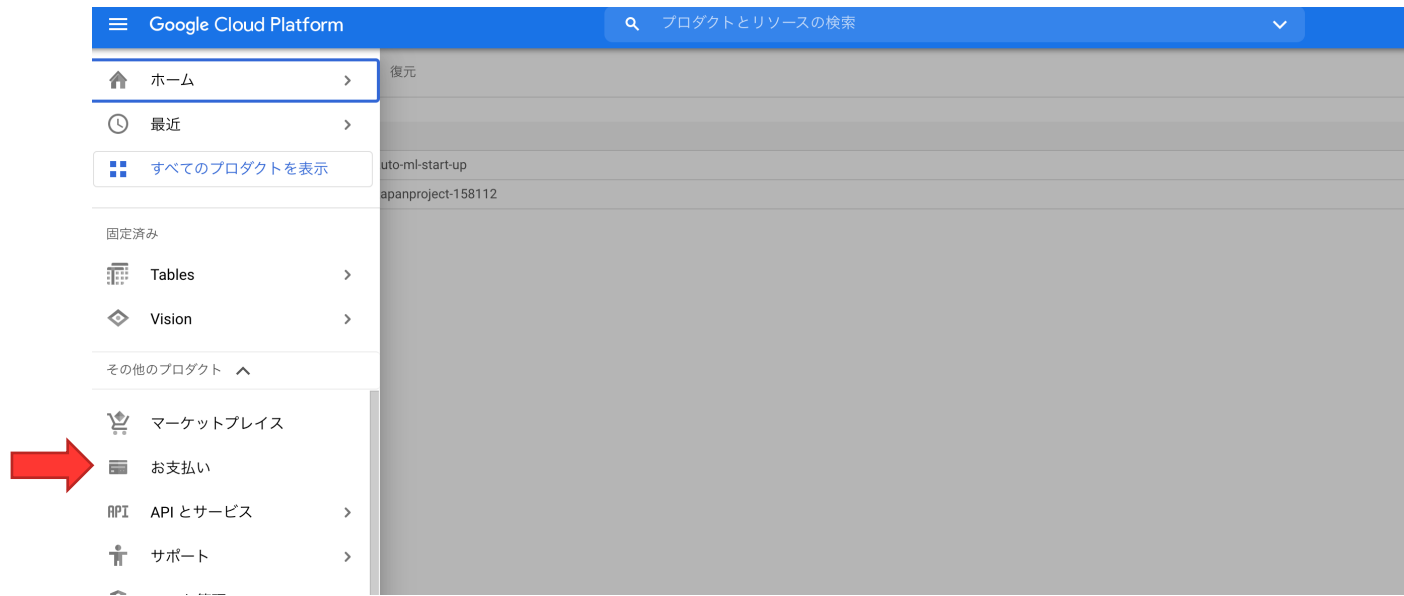 Google Cloud Platform
プロダクトとリソースの検索
ホーム
復元
最近
すべてのプロダクトを表示
uto-ml-start-up
apanproject-158112
固定済み
Tables
Vision
その他のプロダクト
マーケットプレイス
お支払い
API APIとサービス
サポート